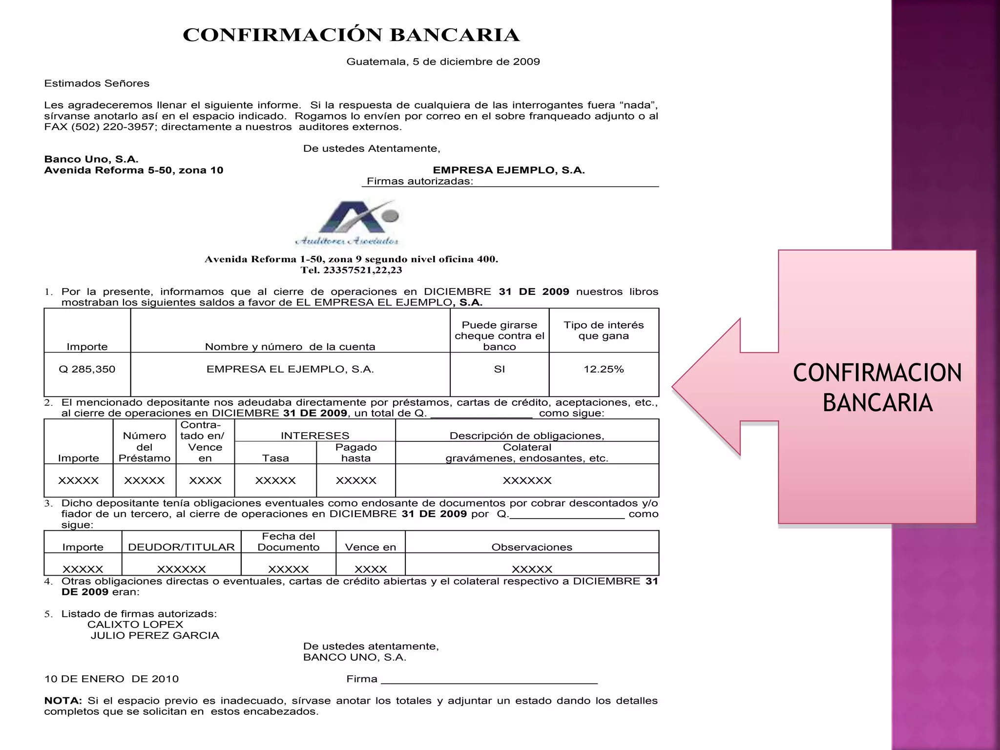 CONFIRMACIÓN BANCARIA
Guatemala, 5 de diciembre de 2009
Estimados Señores
Les agradeceremos llenar el siguiente informe. Si la respuesta de cualquiera de las interrogantes fuera “nada”,
sírvanse anotarlo así en el espacio indicado. Rogamos lo envíen por correo en el sobre franqueado adjunto o al
FAX (502) 220-3957; directamente a nuestros auditores externos.
De ustedes Atentamente,
Banco Uno, S.A.
Avenida Reforma 5-50, zona 10
EMPRESA EJEMPLO, S.A.
Firmas autorizadas:
Auditores Asociados
Avenida Reforma 1-50, zona 9 segundo nivel oficina 400.
Tel. 23357521,22,23
1. Por la presente, informamos que al cierre de operaciones en DICIEMBRE 31 DE 2009 nuestros libros
mostraban los siguientes saldos a favor de EL EMPRESA EL EJEMPLO, S.A.
Importe
Nombre y número de la cuenta
Puede girarse
cheque contra el
banco
Tipo de interés
que gana
Q 285,350
EMPRESA EL EJEMPLO, S.A.
SI
12.25%
2. El mencionado depositante nos adeudaba directamente por préstamos, cartas de crédito, aceptaciones, etc.,
al cierre de operaciones en DICIEMBRE 31 DE 2009, un total de Q. ________________ como sigue:
Importe
Número
del
Préstamo
Contra-
tado en/
Vence
en
INTERESES
Tasa
Pagado
hasta
Descripción de obligaciones,
Colateral
gravámenes, endosantes, etc.
XXXXX
XXXXX
XXXX
XXXXX
XXXXX
XXXXXX
3. Dicho depositante tenía obligaciones eventuales como endosante de documentos por cobrar descontados y/o
fiador de un tercero, al cierre de operaciones en DICIEMBRE 31 DE 2009 por Q.__________________ como
sigue:
Importe
DEUDOR/TITULAR
Fecha del
Documento
Vence en
Observaciones
XXXXX
XXXXXX
XXXXX
XXXX
XXXXX
4. Otras obligaciones directas o eventuales, cartas de crédito abiertas y el colateral respectivo a DICIEMBRE 31
DE 2009 eran:
5. Listado de firmas autorizads:
CALIXTO LOPEX
JULIO PEREZ GARCIA
De ustedes atentamente,
BANCO UNO, S.A.
10 DE ENERO DE 2010
Firma __________________________________
NOTA: Si el espacio previo es inadecuado, sírvase anotar los totales y adjuntar un estado dando los detalles
completos que se solicitan en estos encabezados.
CONFIRMACION
BANCARIA